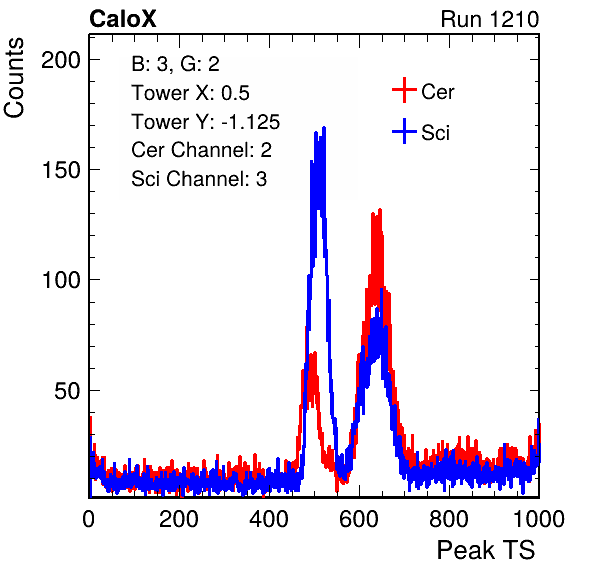 CaloX Run 1210
Counts
200
150
100
50
B: 3, G: 2
Tower X: 0.5
Tower Y: -1.125
Cer Channel: 2
Sci Channel: 3
Cer
Sci
0 200 400 600 800 1000
Peak TS